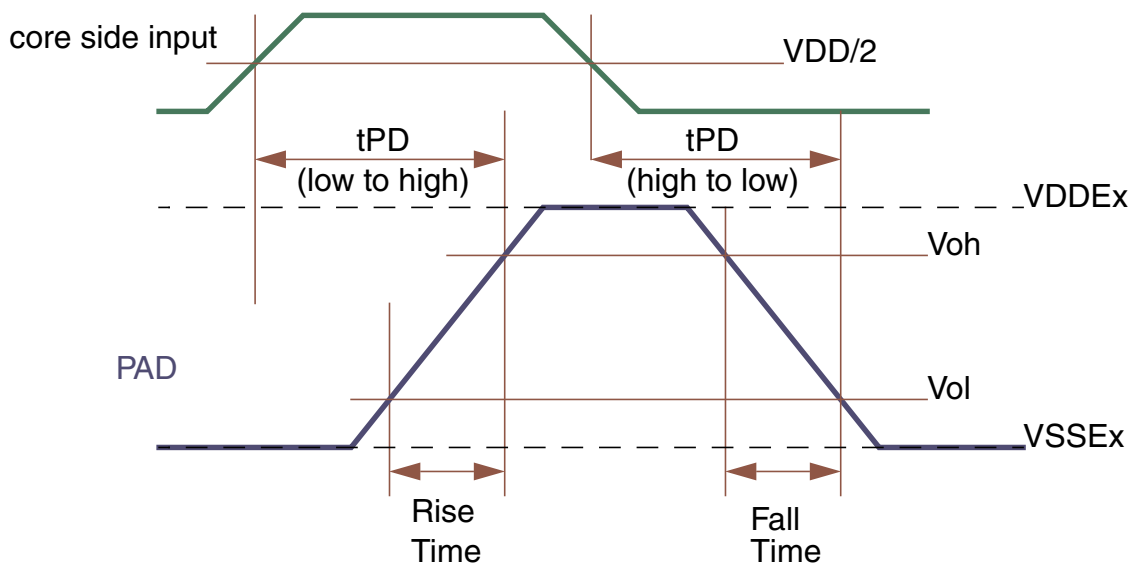 core side input
VDD/2
tPD
(low to high)
tPD
(high to low)
VDDEx
Voh
PAD
Vol
VSSEx
Rise
Time
Fall
Time